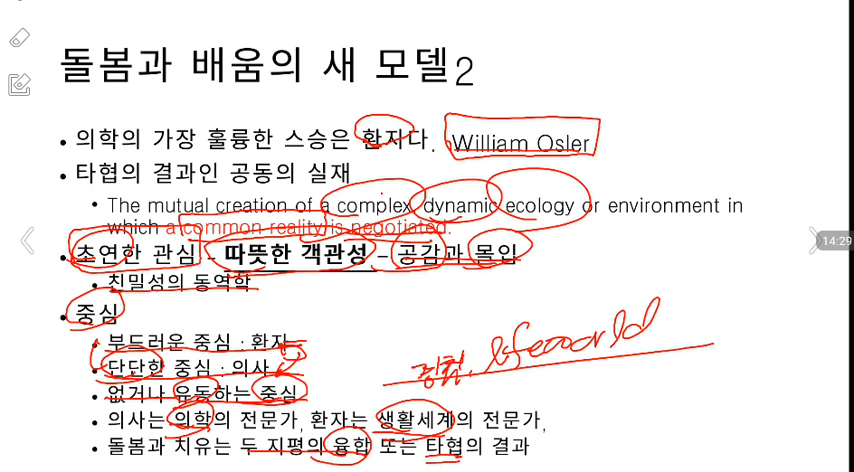 돌봄과 배움의 새 모델2
• 의학의 가장 훌륭한 스승은 환자다. William Osler
• 타협의 결과인 공동의 실재
• The mutual creation of a complex, dynamic ecology or environment in
which a common reality is negotiated.
• 초연한 관심 – 따뜻한 객관성 – 공감과 몰입
• 친밀성의 동역학
• 중심
• 부드러운 중심 · 환자
• 단단한 중심 · 의사
• 없거나 유동하는 중심
lifeworld
• 의사는 의학의 전문가, 환자는 생활세계의 전문가,
• 돌봄과 치유는 두 지평의 융합 또는 타협의 결과
14:29